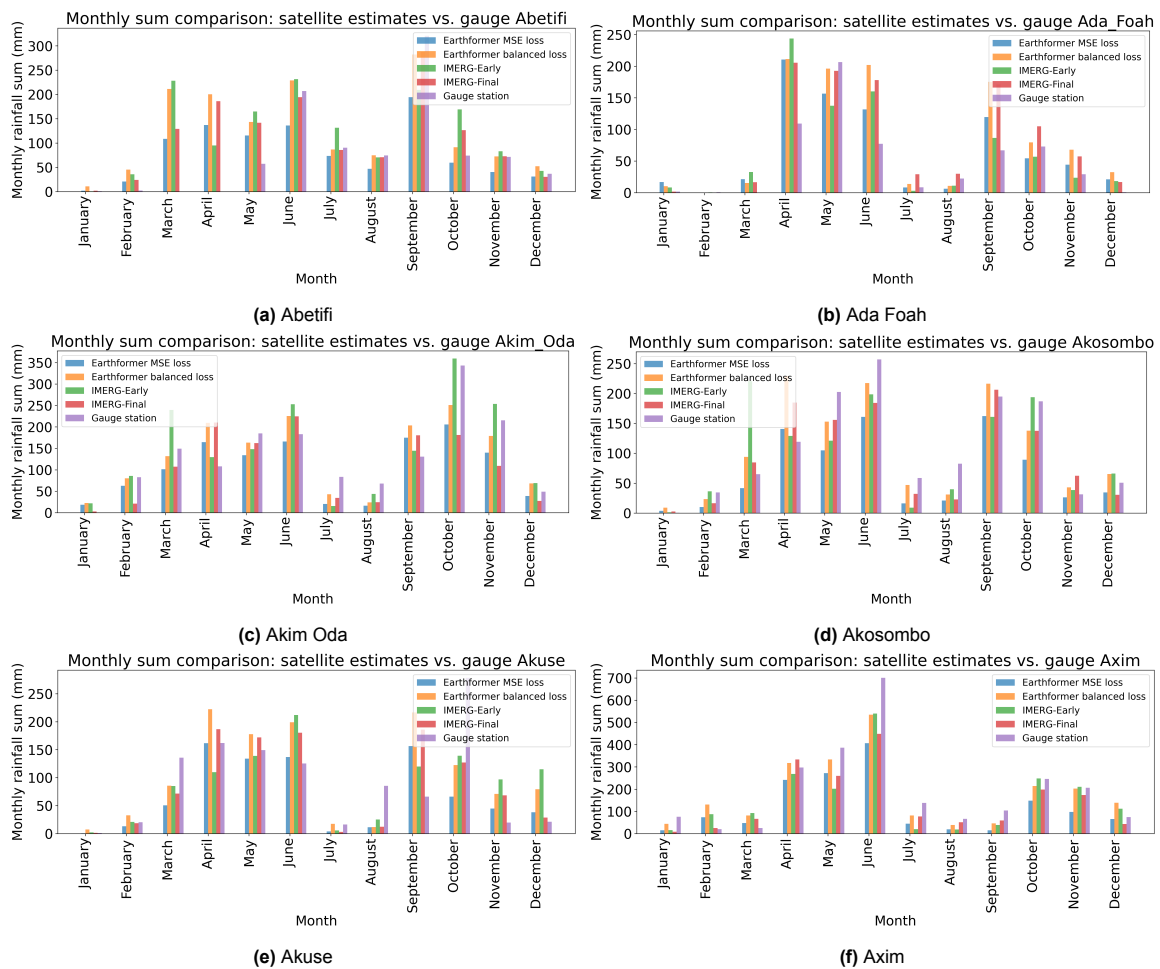 Monthly sum comparison: satellite estimates vs. gauge Abetifi
Monthly rainfall sum (mm)
300
250
200
150
100
50
0
Earthformer MSE loss
Earthformer balanced loss
IMERG-Early
IMERG-Final
Gauge station
January
February
March
April
May
June
July
August
September
October
November
December
Month
(a) Abetifi
Monthly sum comparison: satellite estimates vs. gauge Ada_Foah
Monthly rainfall sum (mm)
250
200
150
100
50
0
Earthformer MSE loss
Earthformer balanced loss
IMERG-Early
IMERG-Final
Gauge station
January
February
March
April
May
June
July
August
September
October
November
December
Month
(b) Ada Foah
Monthly sum comparison: satellite estimates vs. gauge Akim_Oda
Monthly rainfall sum (mm)
350
300
250
200
150
100
50
0
Earthformer MSE loss
Earthformer balanced loss
IMERG-Early
IMERG-Final
Gauge station
January
February
March
April
May
June
July
August
September
October
November
December
Month
(c) Akim Oda
Monthly sum comparison: satellite estimates vs. gauge Akosombo
Monthly rainfall sum (mm)
250
200
150
100
50
0
Earthformer MSE loss
Earthformer balanced loss
IMERG-Early
IMERG-Final
Gauge station
January
February
March
April
May
June
July
August
September
October
November
December
Month
(d) Akosombo
Monthly sum comparison: satellite estimates vs. gauge Akuse
Monthly rainfall sum (mm)
250
200
150
100
50
0
Earthformer MSE loss
Earthformer balanced loss
IMERG-Early
IMERG-Final
Gauge station
January
February
March
April
May
June
July
August
September
October
November
December
Month
(e) Akuse
Monthly sum comparison: satellite estimates vs. gauge Axim
Monthly rainfall sum (mm)
700
600
500
400
300
200
100
0
Earthformer MSE loss
Earthformer balanced loss
IMERG-Early
IMERG-Final
Gauge station
January
February
March
April
May
June
July
August
September
October
November
December
Month
(f) Axim